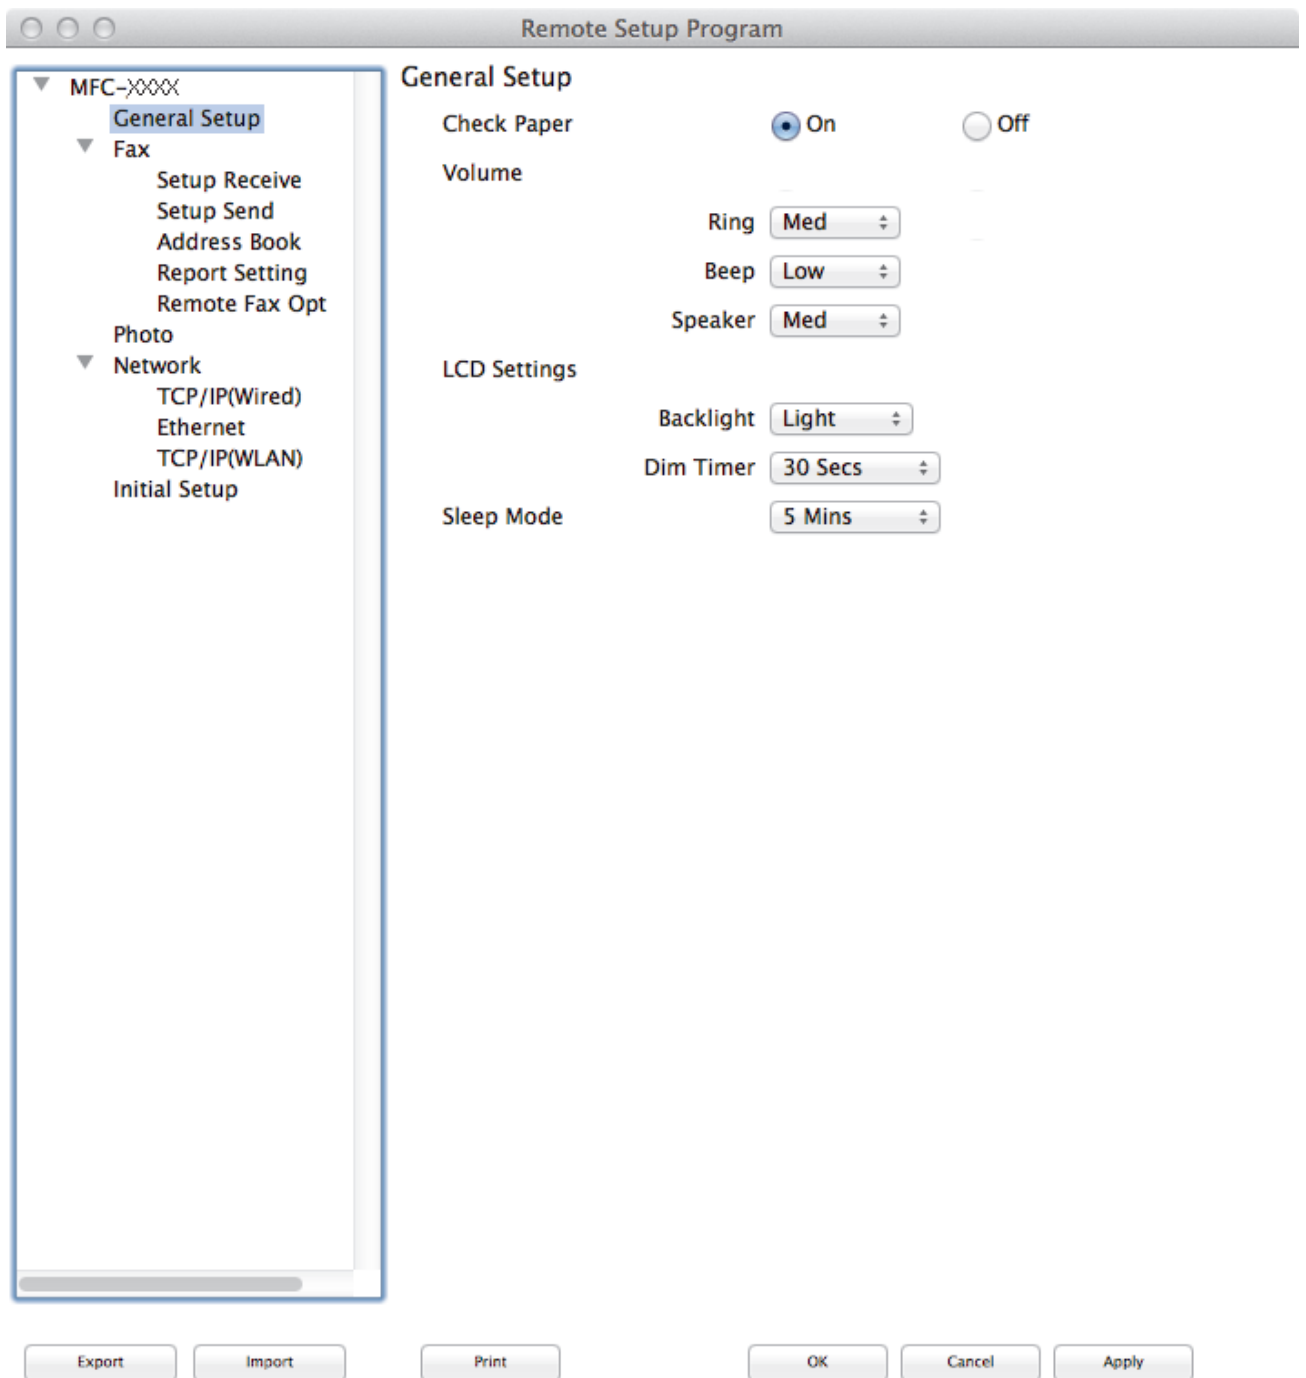 Remote Setup Program
MFC-XXXX
General Setup
Fax
Setup Receive
Setup Send
Address Book
Report Setting
Remote Fax Opt
Photo
Network
TCP/IP(Wired)
Ethernet
TCP/IP(WLAN)
Initial Setup
General Setup
Check Paper On Off
Volume
Ring Med
Beep Low
Speaker Med
LCD Settings
Backlight Light
Dim Timer 30 Secs
Sleep Mode 5 Mins
Export Import Print OK Cancel Apply